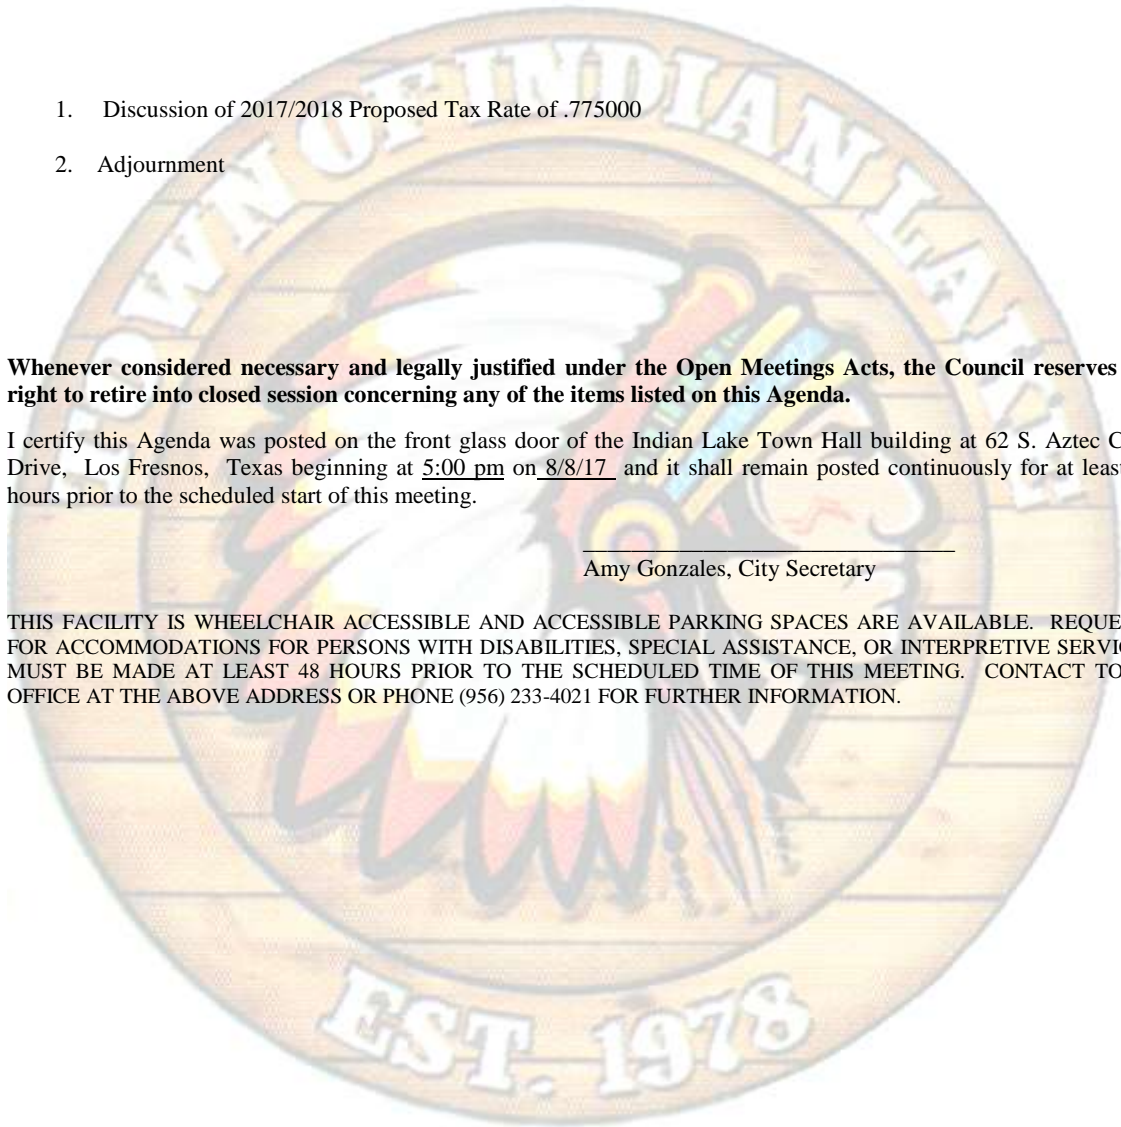 TOWN OF INDIAN LAKE
1. Discussion of 2017/2018 Proposed Tax Rate of .775000
2. Adjournment
Whenever considered necessary and legally justified under the Open Meetings Acts, the Council reserves
right to retire into closed session concerning any of the items listed on this Agenda.
I certify this Agenda was posted on the front glass door of the Indian Lake Town Hall building at 62 S. Aztec C
Drive, Los Fresnos, Texas beginning at 5:00 pm on 8/8/17 and it shall remain posted continuously for at least
hours prior to the scheduled start of this meeting.
Amy Gonzales, City Secretary
THIS FACILITY IS WHEELCHAIR ACCESSIBLE AND ACCESSIBLE PARKING SPACES ARE AVAILABLE. REQUE
FOR ACCOMMODATIONS FOR PERSONS WITH DISABILITIES, SPECIAL ASSISTANCE, OR INTERPRETIVE SERVI
MUST BE MADE AT LEAST 48 HOURS PRIOR TO THE SCHEDULED TIME OF THIS MEETING. CONTACT TO
OFFICE AT THE ABOVE ADDRESS OR PHONE (956) 233-4021 FOR FURTHER INFORMATION.
EST. 1978